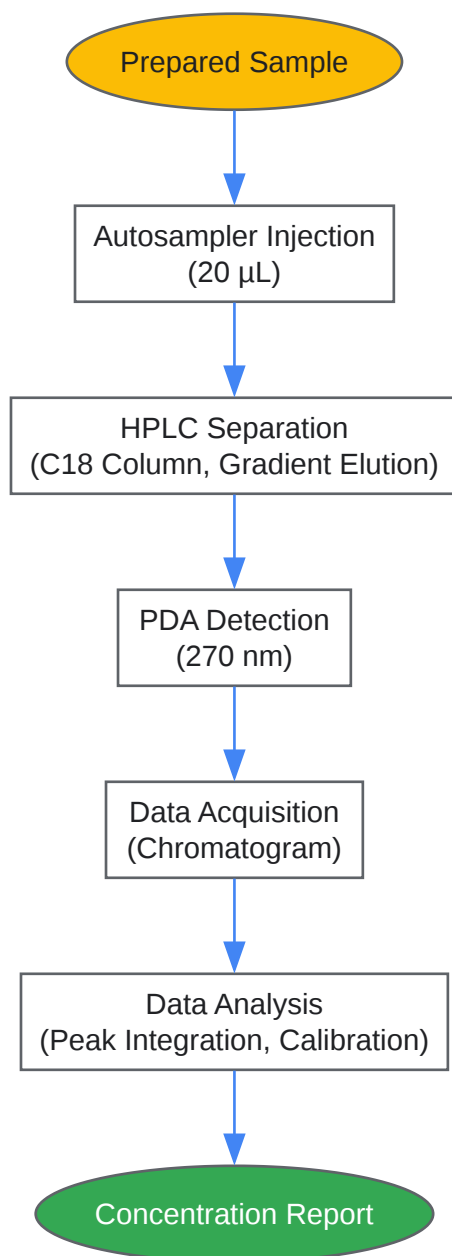 Prepared Sample
Autosampler Injection
(20 µL)
HPLC Separation
(C18 Column, Gradient Elution)
PDA Detection
(270 nm)
Data Acquisition
(Chromatogram)
Data Analysis
(Peak Integration, Calibration)
Concentration Report